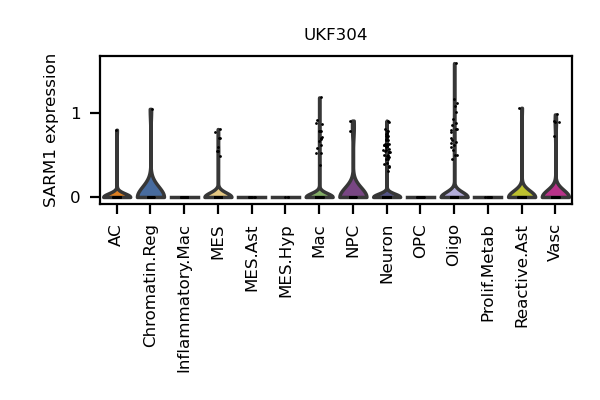 UKF304
SARM1 expression
1
0
AC
Chromatin.Reg
Inflammatory.Mac
MES
MES.Ast
MES.Hyp
Mac
NPC
Neuron
OPC
Oligo
Prolif.Metab
Reactive.Ast
Vasc